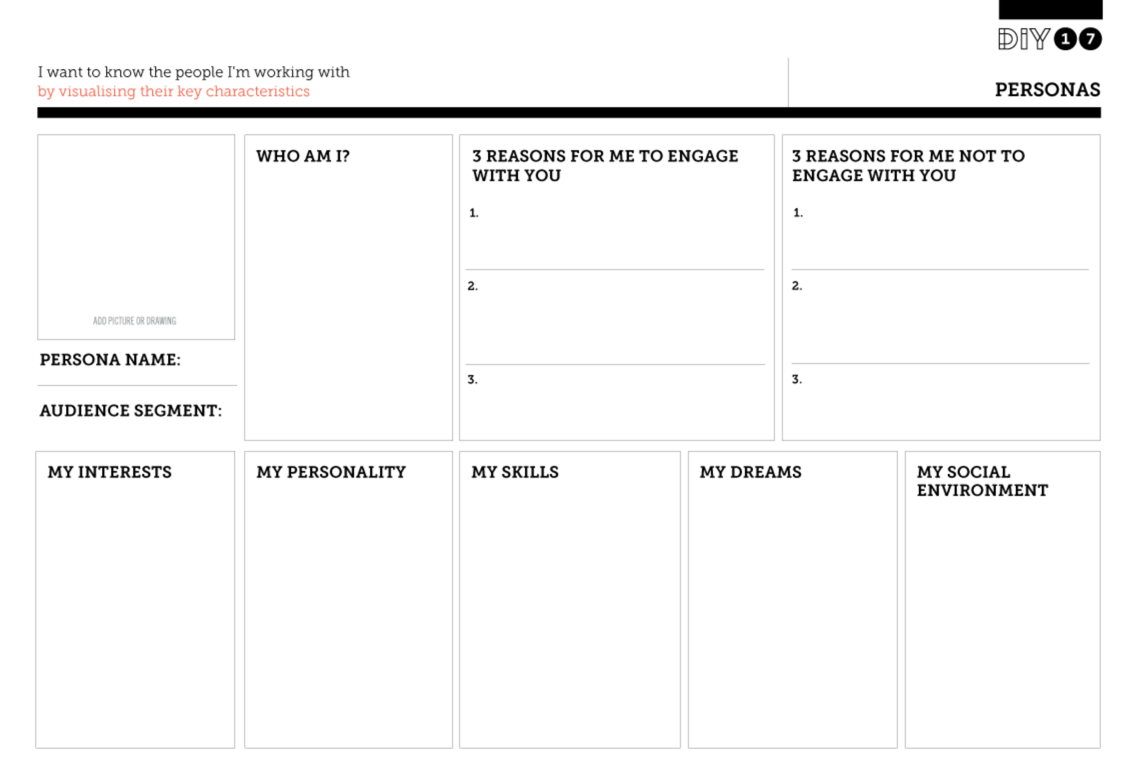 DIY 17
I want to know the people I'm working with
by visualising their key characteristics
PERSONAS
ADD PICTURE OR DRAWING
PERSONA NAME:
AUDIENCE SEGMENT:
WHO AM I?
3 REASONS FOR ME TO ENGAGE
WITH YOU
1.
2.
3.
3 REASONS FOR ME NOT TO
ENGAGE WITH YOU
1.
2.
3.
MY INTERESTS
MY PERSONALITY
MY SKILLS
MY DREAMS
MY SOCIAL
ENVIRONMENT